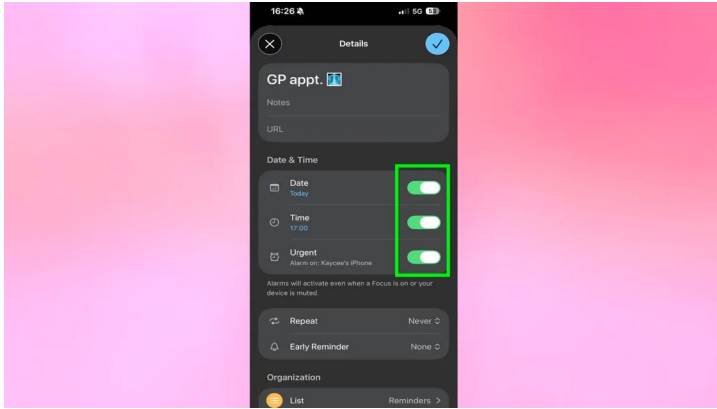 16:26
5G 53
Details
GP appt. 🩻
Notes
URL
Date & Time
Date
Today
Time
17:00
Urgent
Alarm on: Kaycee's iPhone
Alarms will activate even when a Focus is on or your
device is muted.
Repeat Never
Early Reminder None
Organization
List Reminders